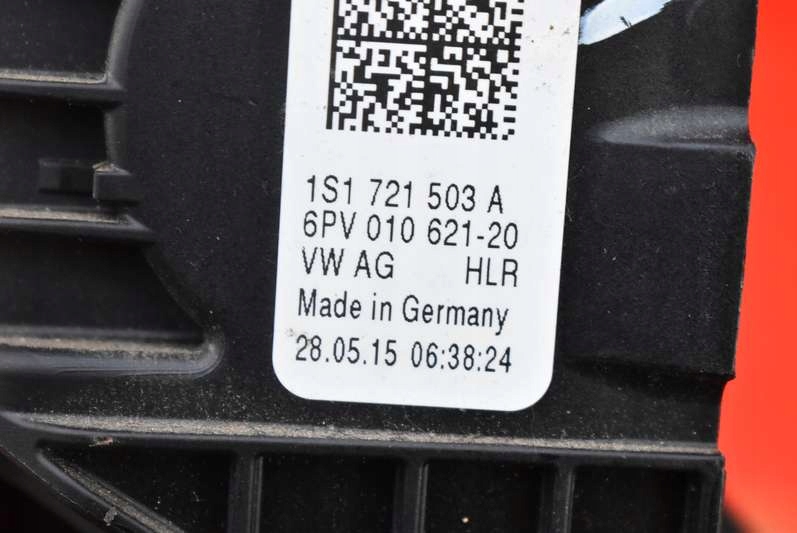 1S1 721 503 A
6PV 010 621-20
VW AG HLR
Made in Germany
28.05.15 06:38:24